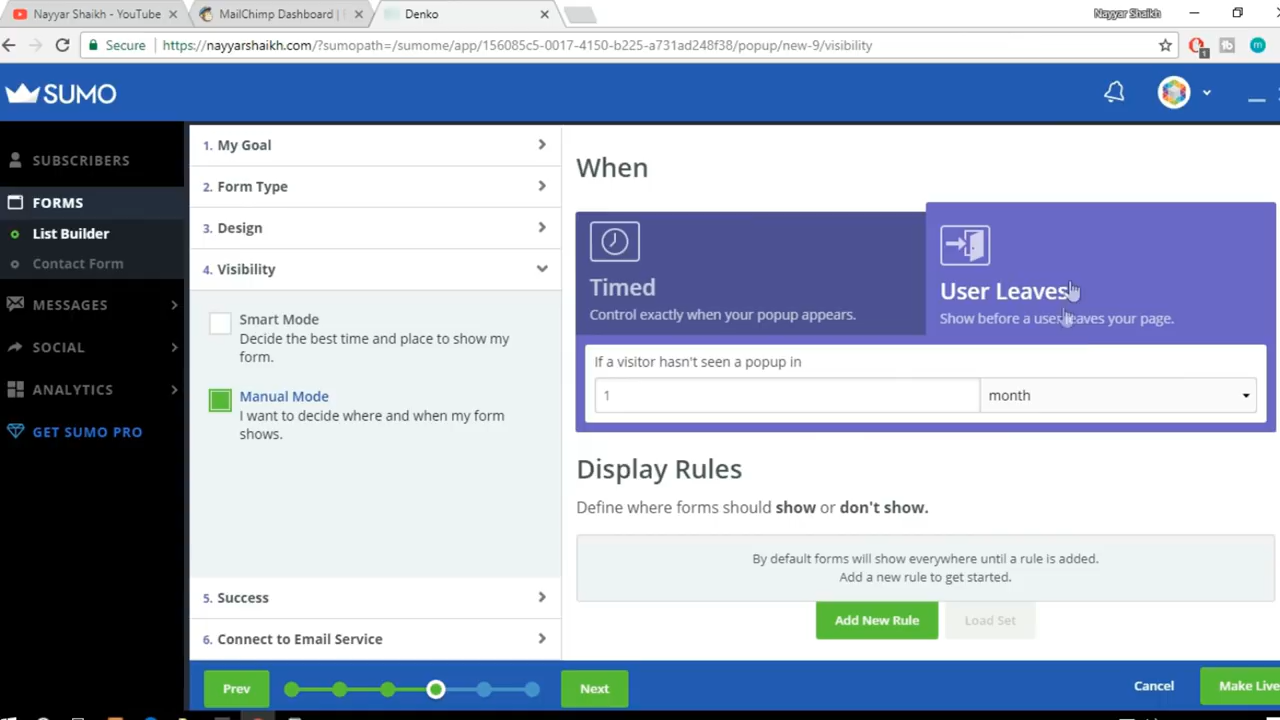 Nayyar Shaikh - YouTube
MailChimp Dashboard |
Denko
Nayyar Shaikh
Secure
https://nayyarshaikh.com/?sumopath=/sumome/app/156085c5-0017-4150-b225-a731ad248f38/popup/new-9/visibility
1
SUMO
SUBSCRIBERS
FORMS
List Builder
Contact Form
MESSAGES
SOCIAL
ANALYTICS
GET SUMO PRO
1. My Goal
2. Form Type
3. Design
4. Visibility
Smart Mode
Decide the best time and place to show my
form.
Manual Mode
I want to decide where and when my form
shows.
5. Success
6. Connect to Email Service
When
Timed
Control exactly when your popup appears.
User Leaves
Show before a user leaves your page.
If a visitor hasn't seen a popup in
1
month
Display Rules
Define where forms should show or don't show.
By default forms will show everywhere until a rule is added.
Add a new rule to get started.
Add New Rule
Load Set
Prev
Next
Cancel
Make Live